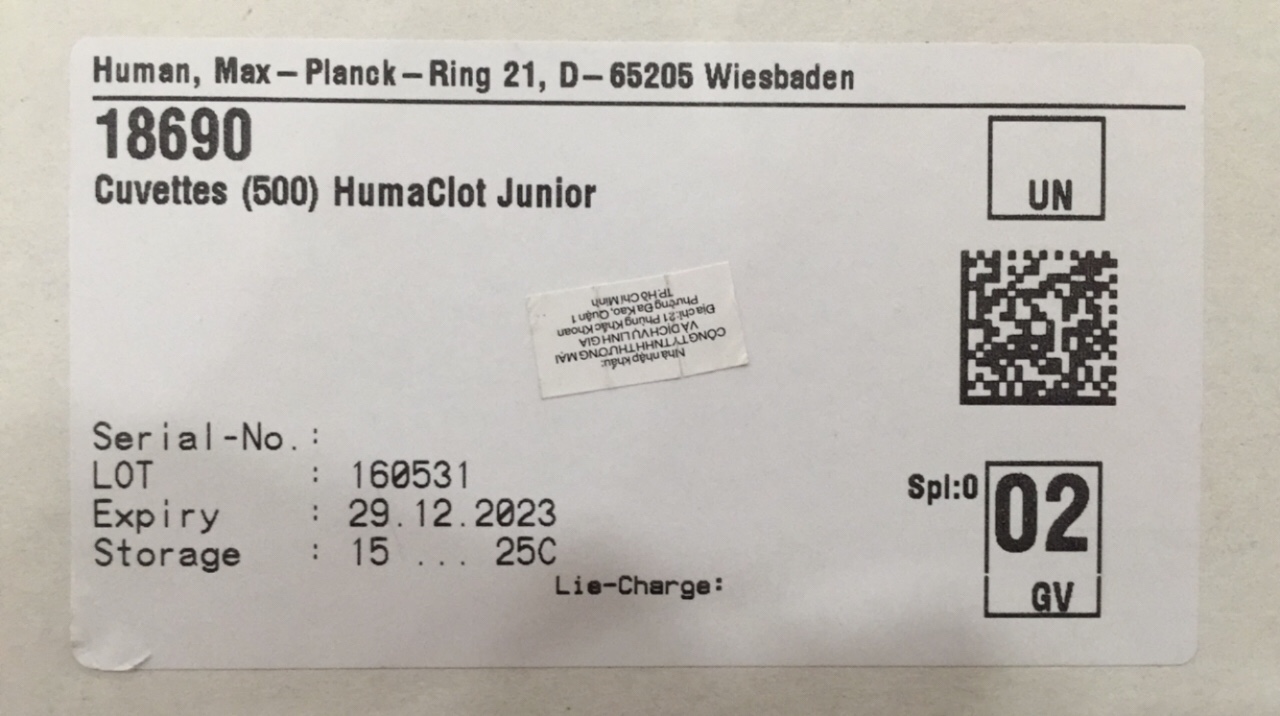 Human, Max-Planck-Ring 21, D-65205 Wiesbaden
18690
Cuvettes (500) HumaClot Junior
UN
Nhà nhập khẩu:
CÔNG TY TNHH THƯƠNG MẠI
VÀ DỊCH VỤ LINH GIA
Địa chỉ: 21 Phùng Khắc Khoan
Phường Đa Kao, Quận 1
TP.Hồ Chí Minh
Serial-No. :
LOT : 160531
Expiry : 29.12.2023
Storage : 15 ... 25C
Lie-Charge:
Spl:0
02
GV